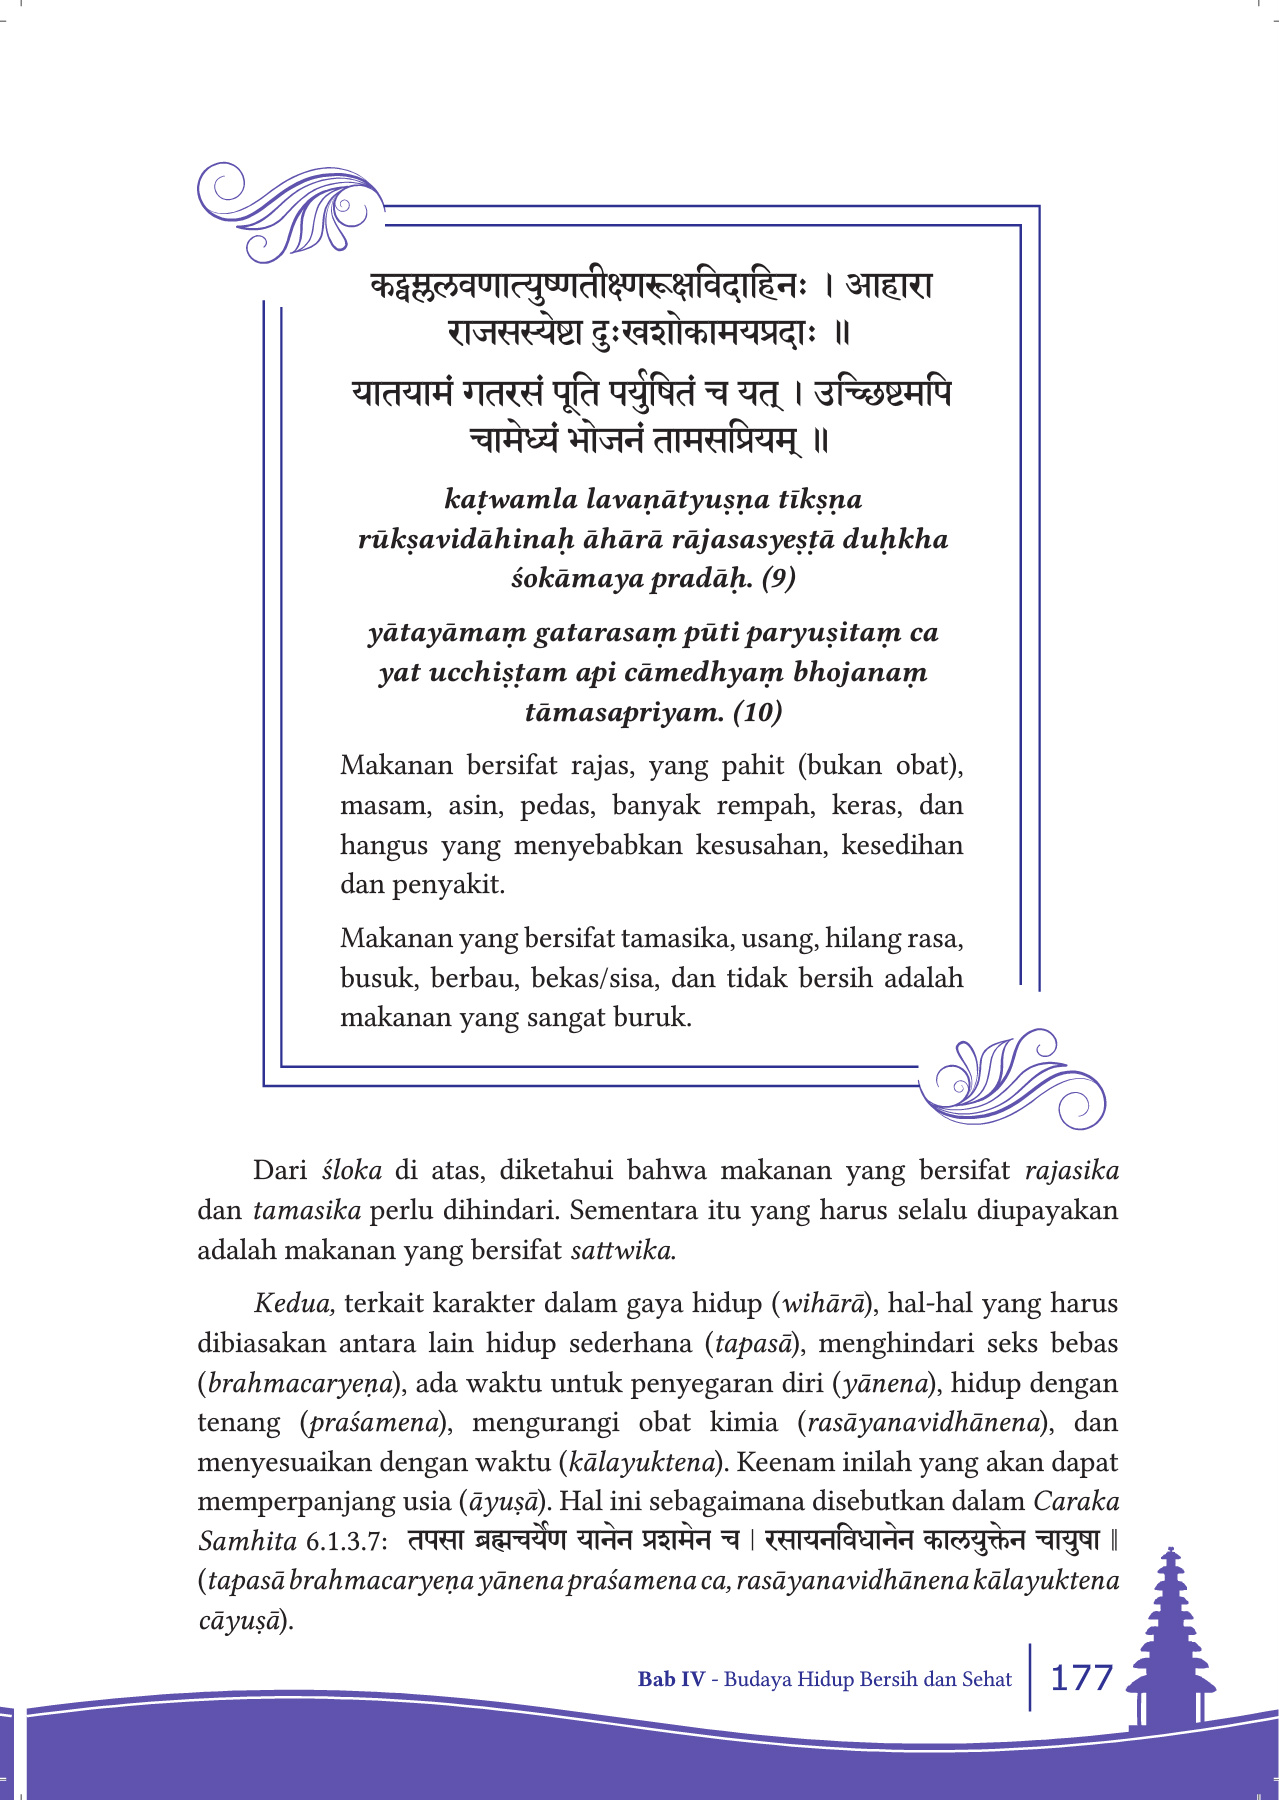 कट्वम्ललवणात्युष्णतीक्ष्णरूक्षविदाहिनः । आहारा
राजसस्येष्टा दुःखशोकामयप्रदाः ॥
यातयामं गतरसं पूति पर्युषितं च यत् । उच्छिष्टमपि
चामेध्यं भोजनं तामसप्रियम् ॥
kaṭwamla lavaṇātyuṣṇa tīkṣṇa
rūkṣavidāhinaḥ āhārā rājasasyeṣṭā duḥkha
śokāmaya pradāḥ. (9)
yātayāmaṃ gatarasaṃ pūti paryuṣitaṃ ca
yat ucchiṣṭam api cāmedhyaṃ bhojanaṃ
tāmasapriyam. (10)
Makanan bersifat rajas, yang pahit (bukan obat),
masam, asin, pedas, banyak rempah, keras, dan
hangus yang menyebabkan kesusahan, kesedihan
dan penyakit.
Makanan yang bersifat tamasika, usang, hilang rasa,
busuk, berbau, bekas/sisa, dan tidak bersih adalah
makanan yang sangat buruk.
Dari śloka di atas, diketahui bahwa makanan yang bersifat rajasika
dan tamasika perlu dihindari. Sementara itu yang harus selalu diupayakan
adalah makanan yang bersifat sattwika.
Kedua, terkait karakter dalam gaya hidup (wihārā), hal-hal yang harus
dibiasakan antara lain hidup sederhana (tapasā), menghindari seks bebas
(brahmacaryeṇa), ada waktu untuk penyegaran diri (yānena), hidup dengan
tenang (praśamena), mengurangi obat kimia (rasāyanavidhānena), dan
menyesuaikan dengan waktu (kālayuktena). Keenam inilah yang akan dapat
memperpanjang usia (āyuṣā). Hal ini sebagaimana disebutkan dalam Caraka
Samhita 6.1.3.7: तपसा ब्रह्मचर्येण यानेन प्रशमेन च | रसायनविधानेन कालयुक्तेन चायुषा ‖
(tapasā brahmacaryeṇa yānena praśamena ca, rasāyanavidhānena kālayuktena
cāyuṣā).
Bab IV - Budaya Hidup Bersih dan Sehat 177